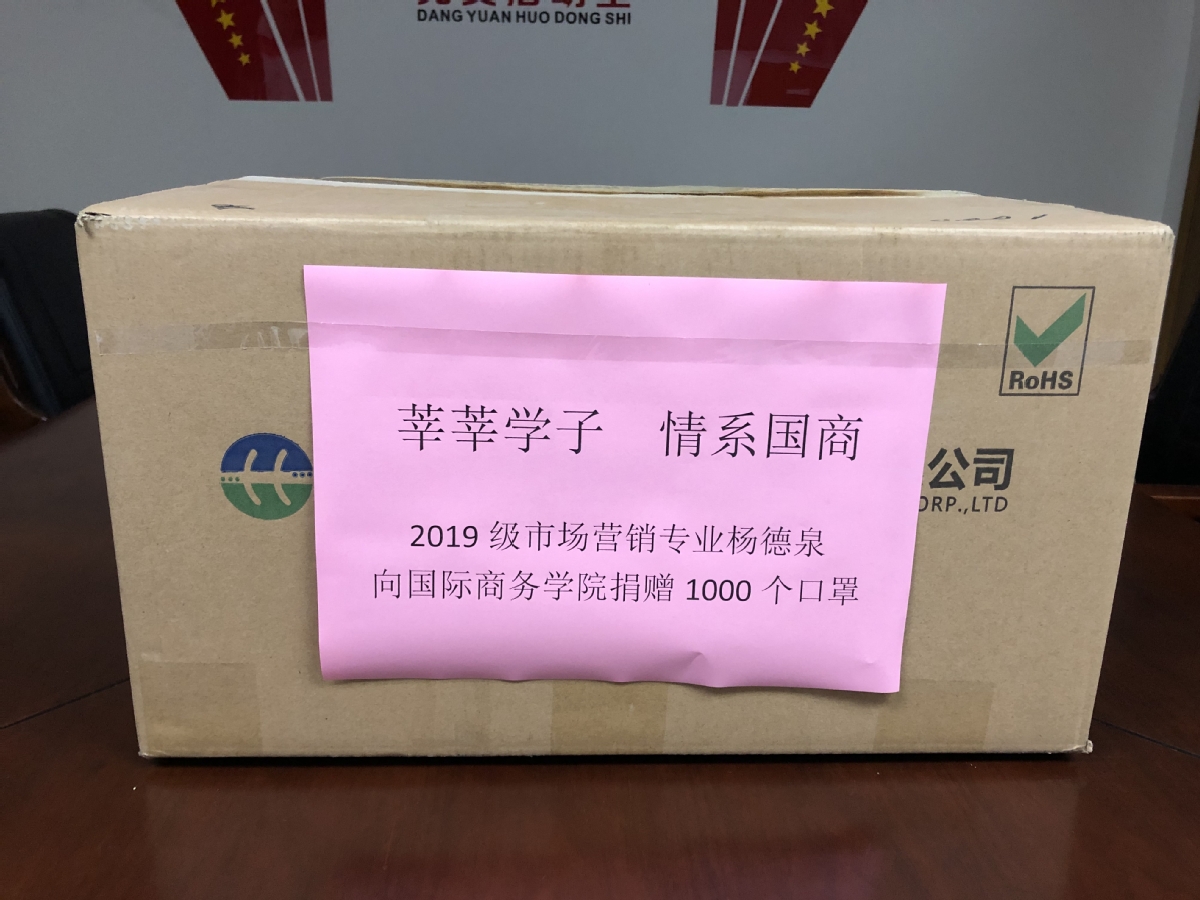 DANG YUAN HUO DONG SHI
RoHS
莘莘学子 情系国商
公司
ORP.,LTD
2019 级市场营销专业杨德泉
向国际商务学院捐赠 1000 个口罩